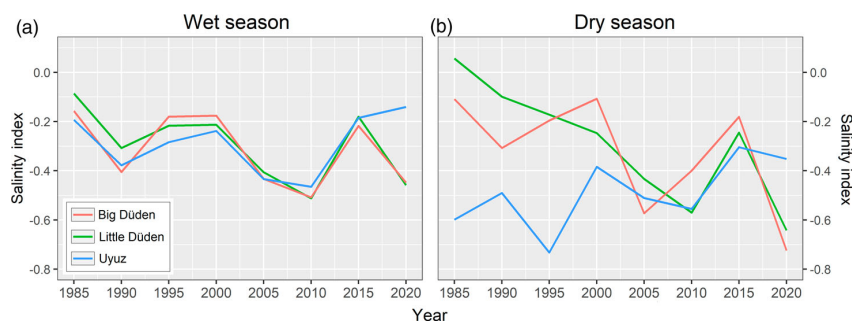 (a)
Wet season
(b)
Dry season
0.0
-0.2
-0.4
-0.6
-0.8
Salinity index
Big Düden
Little Düden
Uyuz
1985 1990 1995 2000 2005 2010 2015 2020
1985 1990 1995 2000 2005 2010 2015 2020
0.0
-0.2
-0.4
-0.6
-0.8
Salinity index
Year